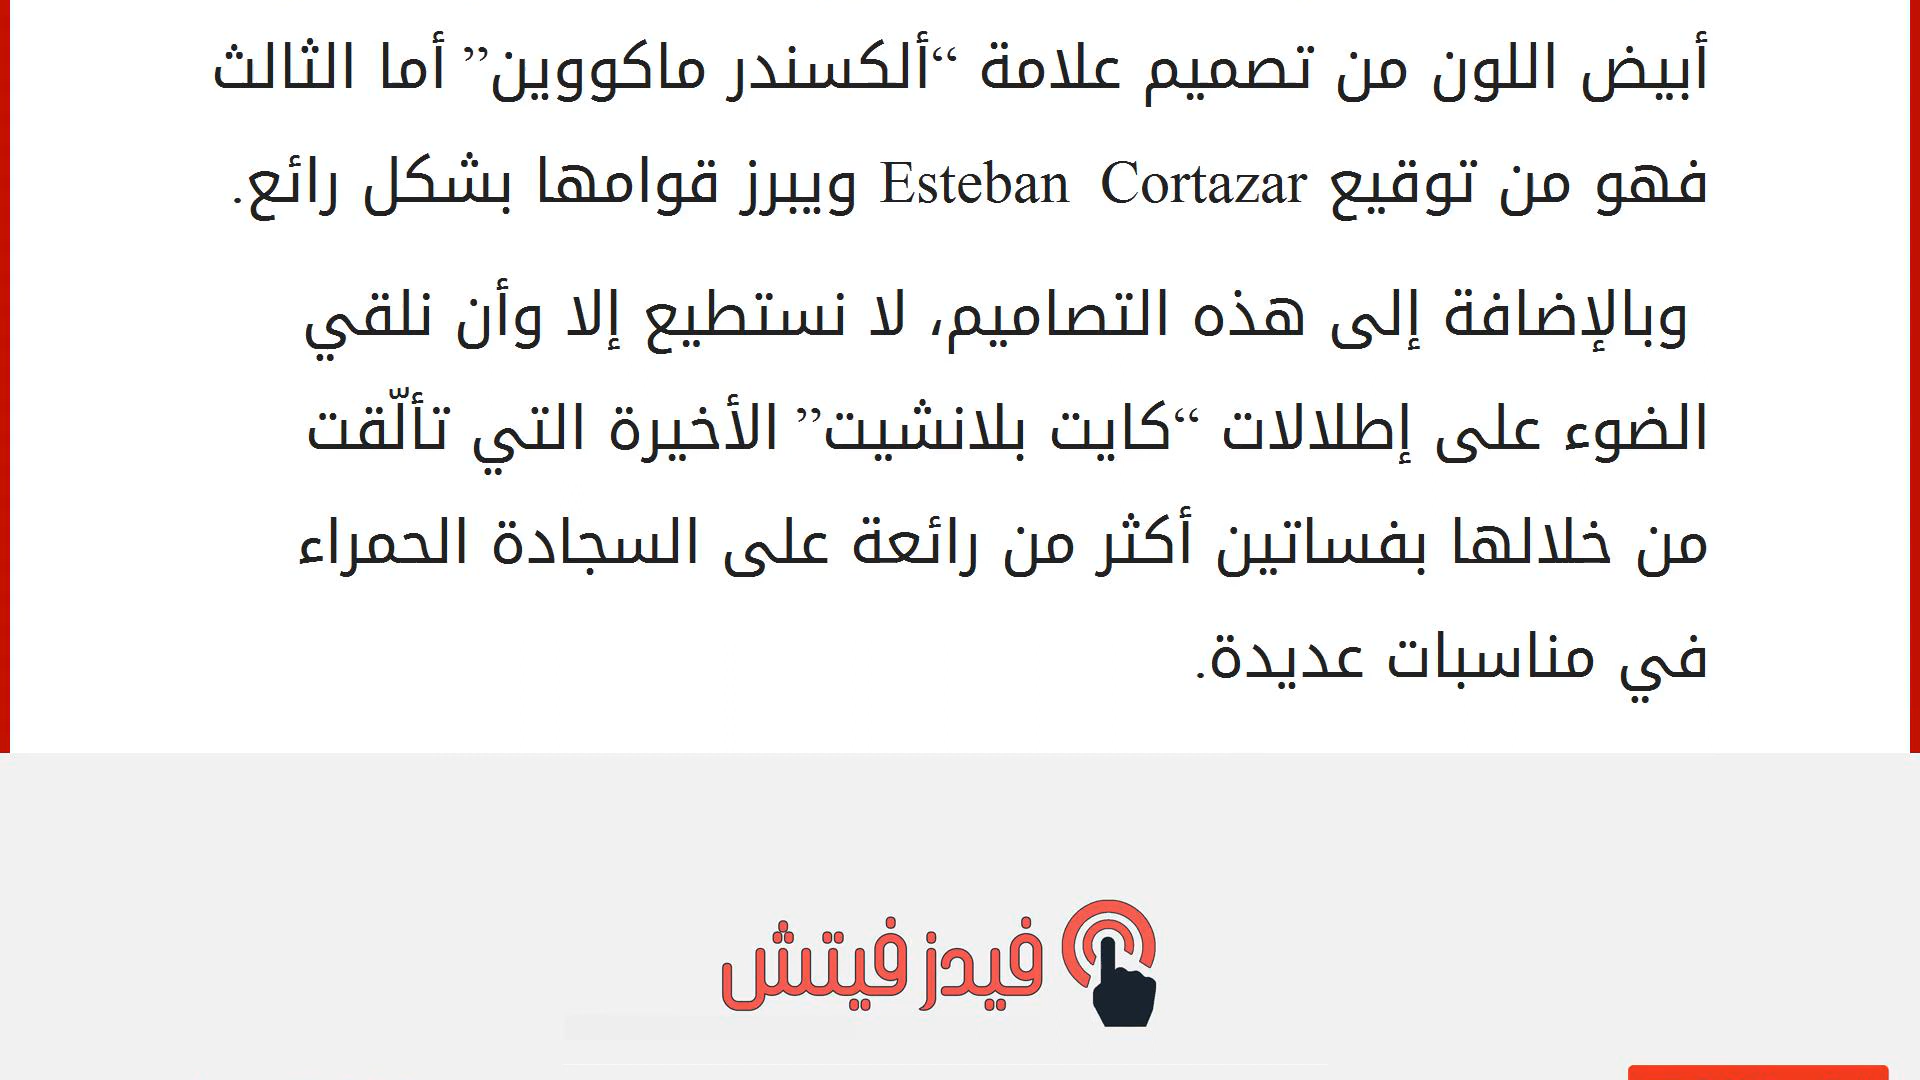 أبيض اللون من تصميم علامة “ألكسندر ماكووين” أما الثالث
فهو من توقيع Esteban Cortazar ويبرز قوامها بشكل رائع.
وبالإضافة إلى هذه التصاميم، لا نستطيع إلا وأن نلقي
الضوء على إطلالات “كايت بلانشيت” الأخيرة التي تألّقت
من خلالها بفساتين أكثر من رائعة على السجادة الحمراء
في مناسبات عديدة.
فيدز فيتش